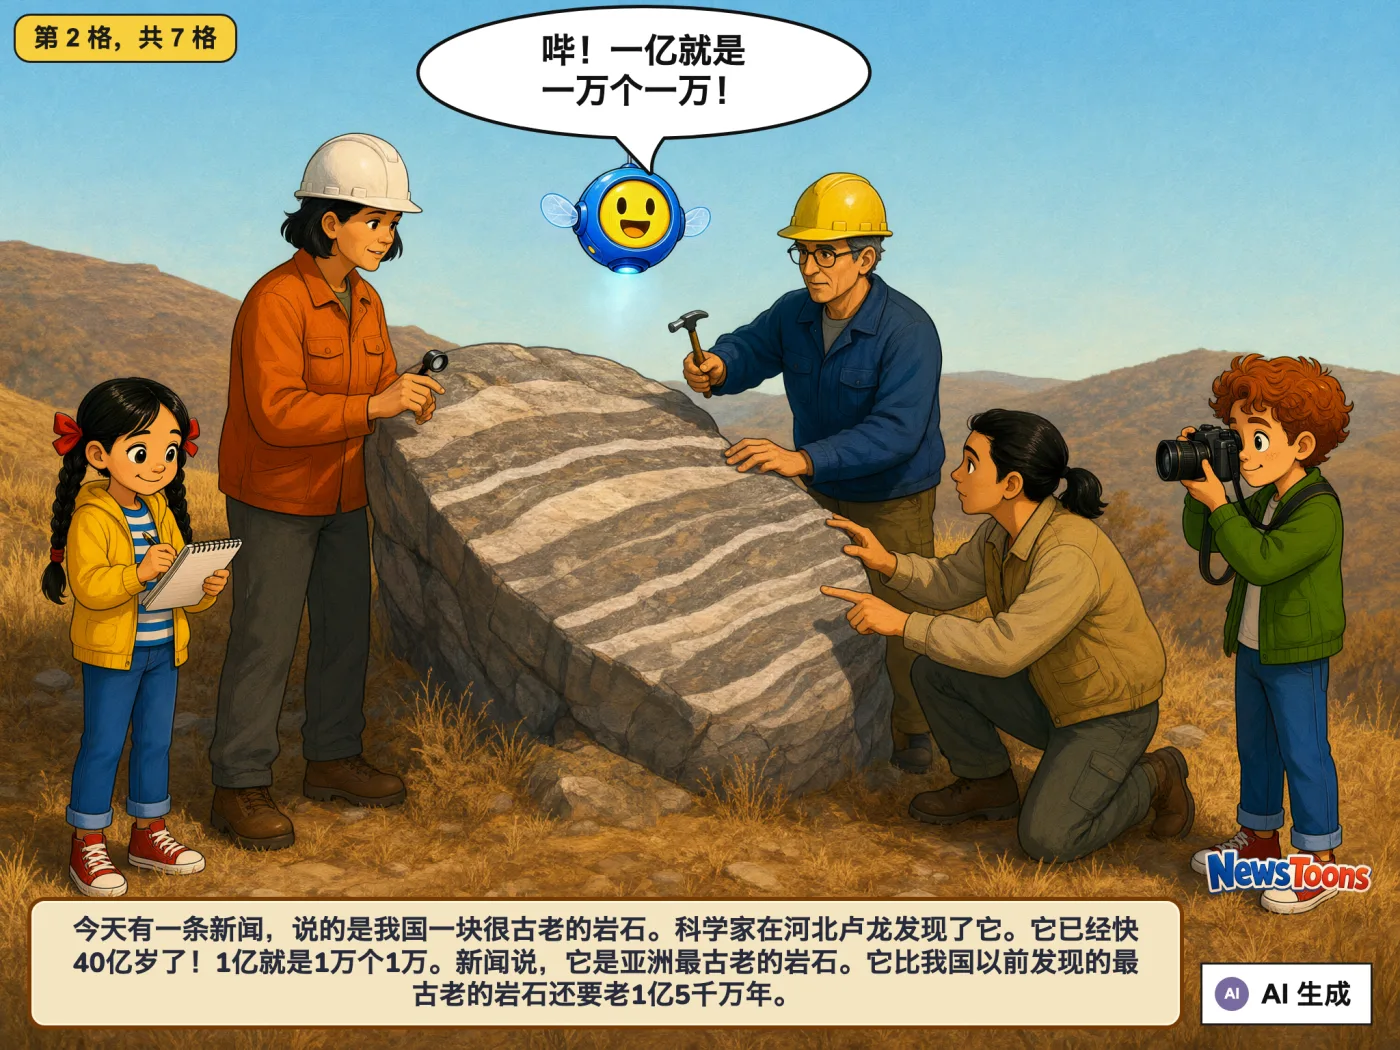 第 2 格，共 7 格
哔！一亿就是
一万个一万！
今天有一条新闻，说的是我国一块很古老的岩石。科学家在河北卢龙发现了它。它已经快
40亿岁了！1亿就是1万个1万。新闻说，它是亚洲最古老的岩石。它比我国以前发现的最
古老的岩石还要老1亿5千万年。
NewsToons
AI AI 生成